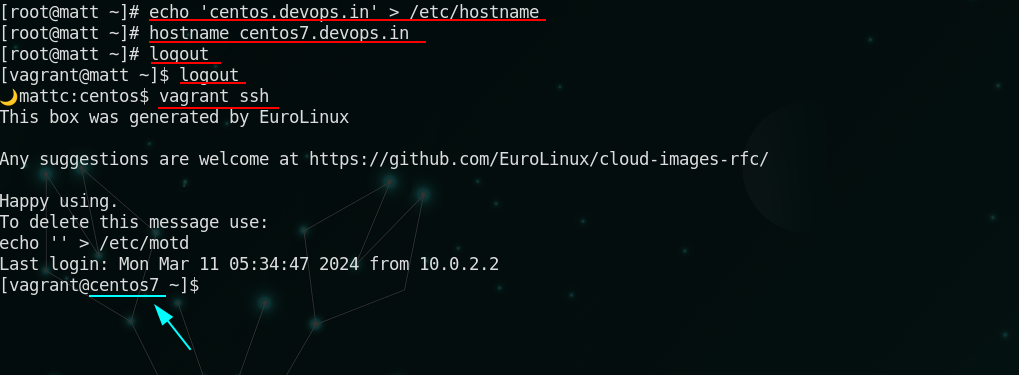 [root@matt ~]# echo 'centos.devops.in' > /etc/hostname
[root@matt ~]# hostname centos7.devops.in
[root@matt ~]# logout
[vagrant@matt ~]$ logout
🌙mattc:centos$ vagrant ssh
This box was generated by EuroLinux
Any suggestions are welcome at https://github.com/EuroLinux/cloud-images-rfc/
Happy using.
To delete this message use:
echo '' > /etc/motd
Last login: Mon Mar 11 05:34:47 2024 from 10.0.2.2
[vagrant@centos7 ~]$